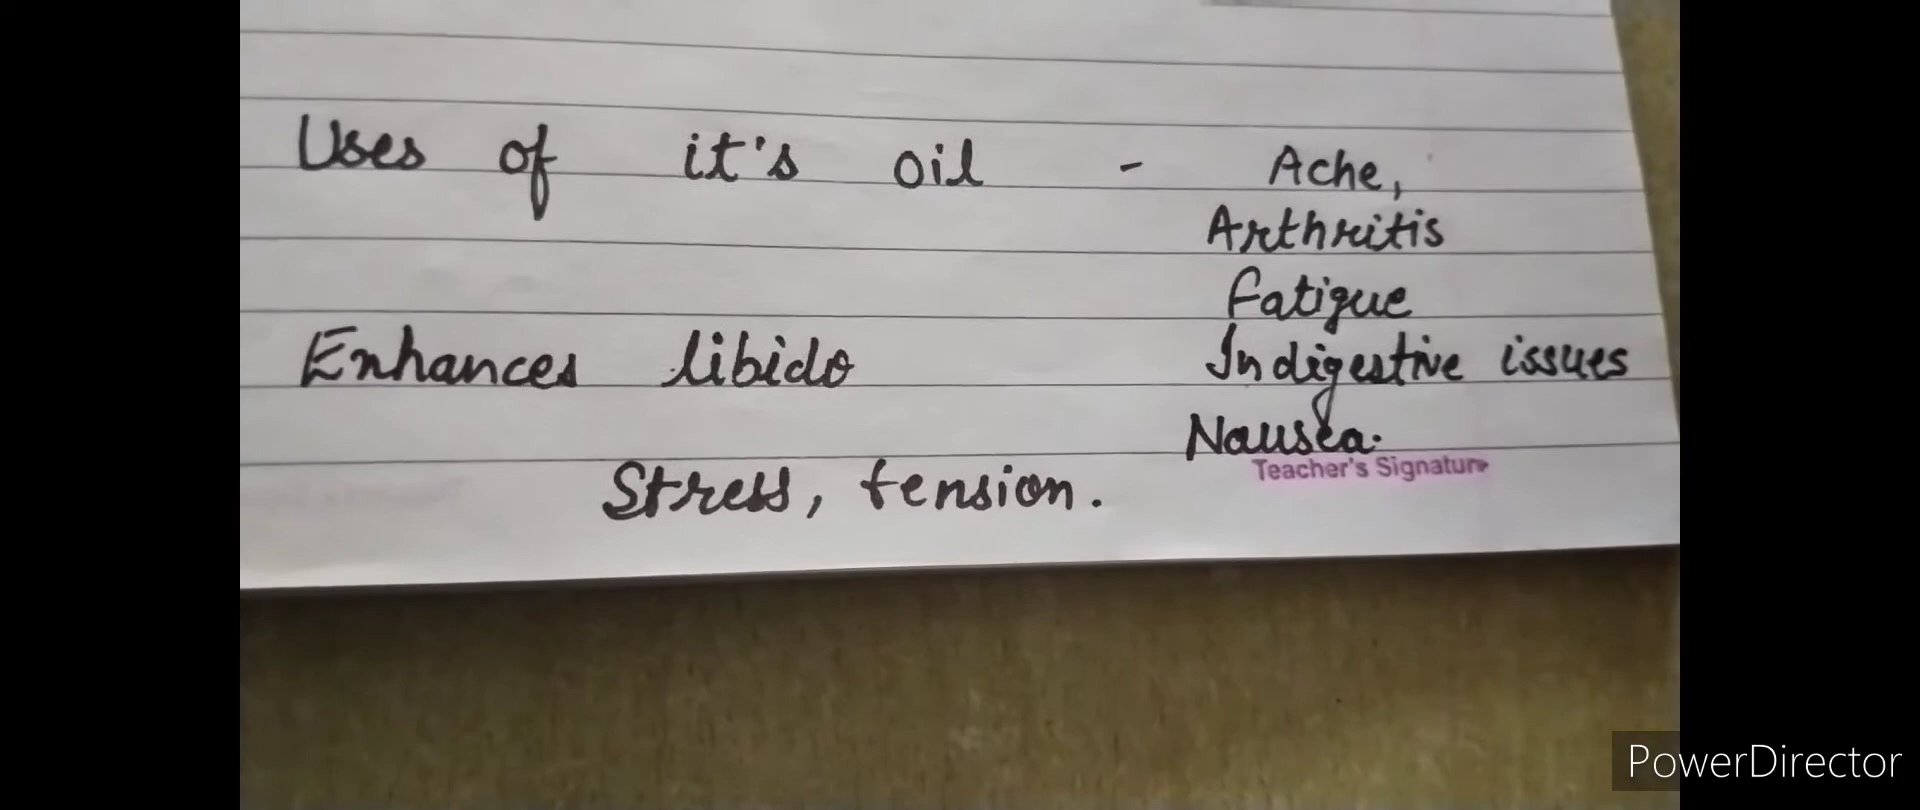 Uses of it's oil - Ache,
Arthritis
Fatigue
Enhances libido Indigestive issues
Nausea.
Teacher's Signature
Stress, tension.
PowerDirector